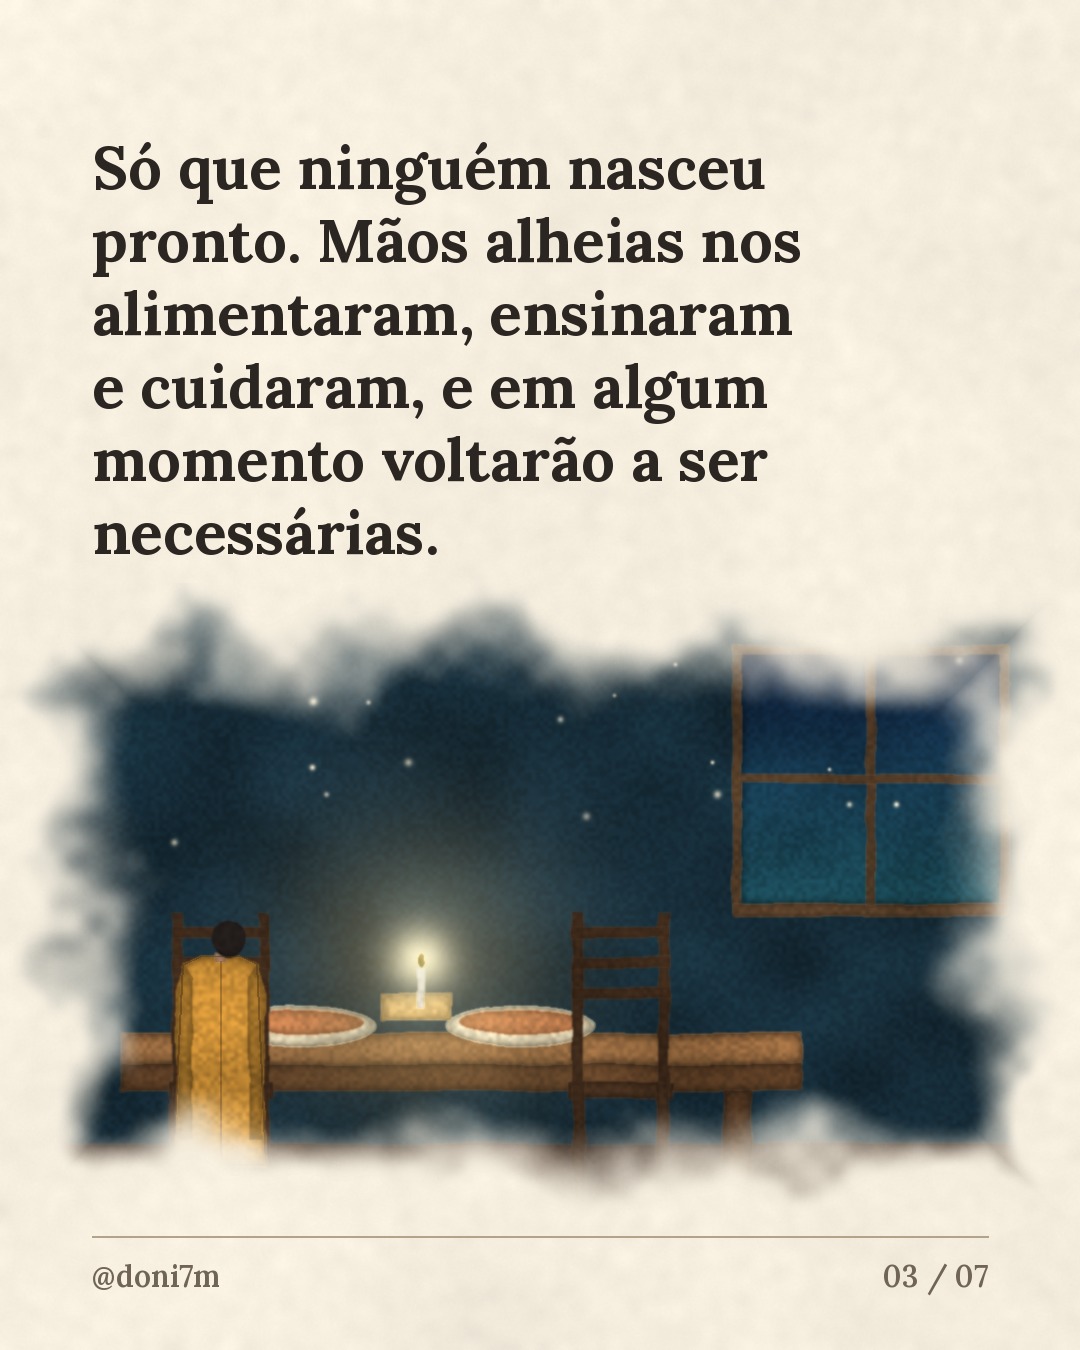 Só que ninguém nasceu
pronto. Mãos alheias nos
alimentaram, ensinaram
e cuidaram, e em algum
momento voltarão a ser
necessárias.
@doni7m
03 / 07